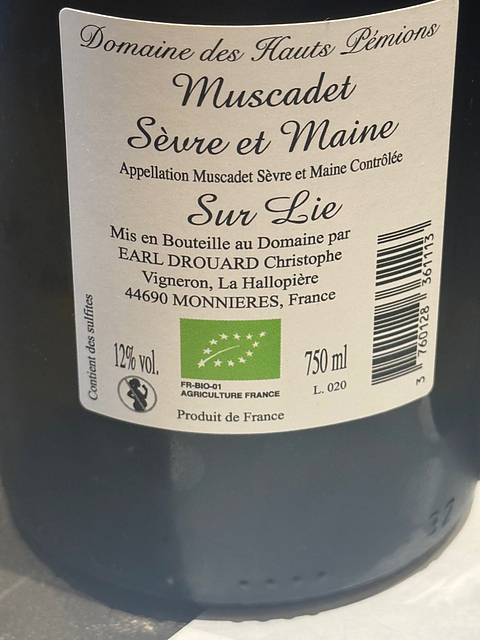 Domaine des Hauts Pémions
Muscadet
Sèvre et Maine
Appellation Muscadet Sèvre et Maine Contrôlée
Sur Lie
Mis en Bouteille au Domaine par
EARL DROUARD Christophe
Vigneron, La Hallopière
44690 MONNIERES, France
Contient des sulfites
12% vol.
750 ml
FR-BIO-01
AGRICULTURE FRANCE
L. 020
Produit de France
3 760128 361113